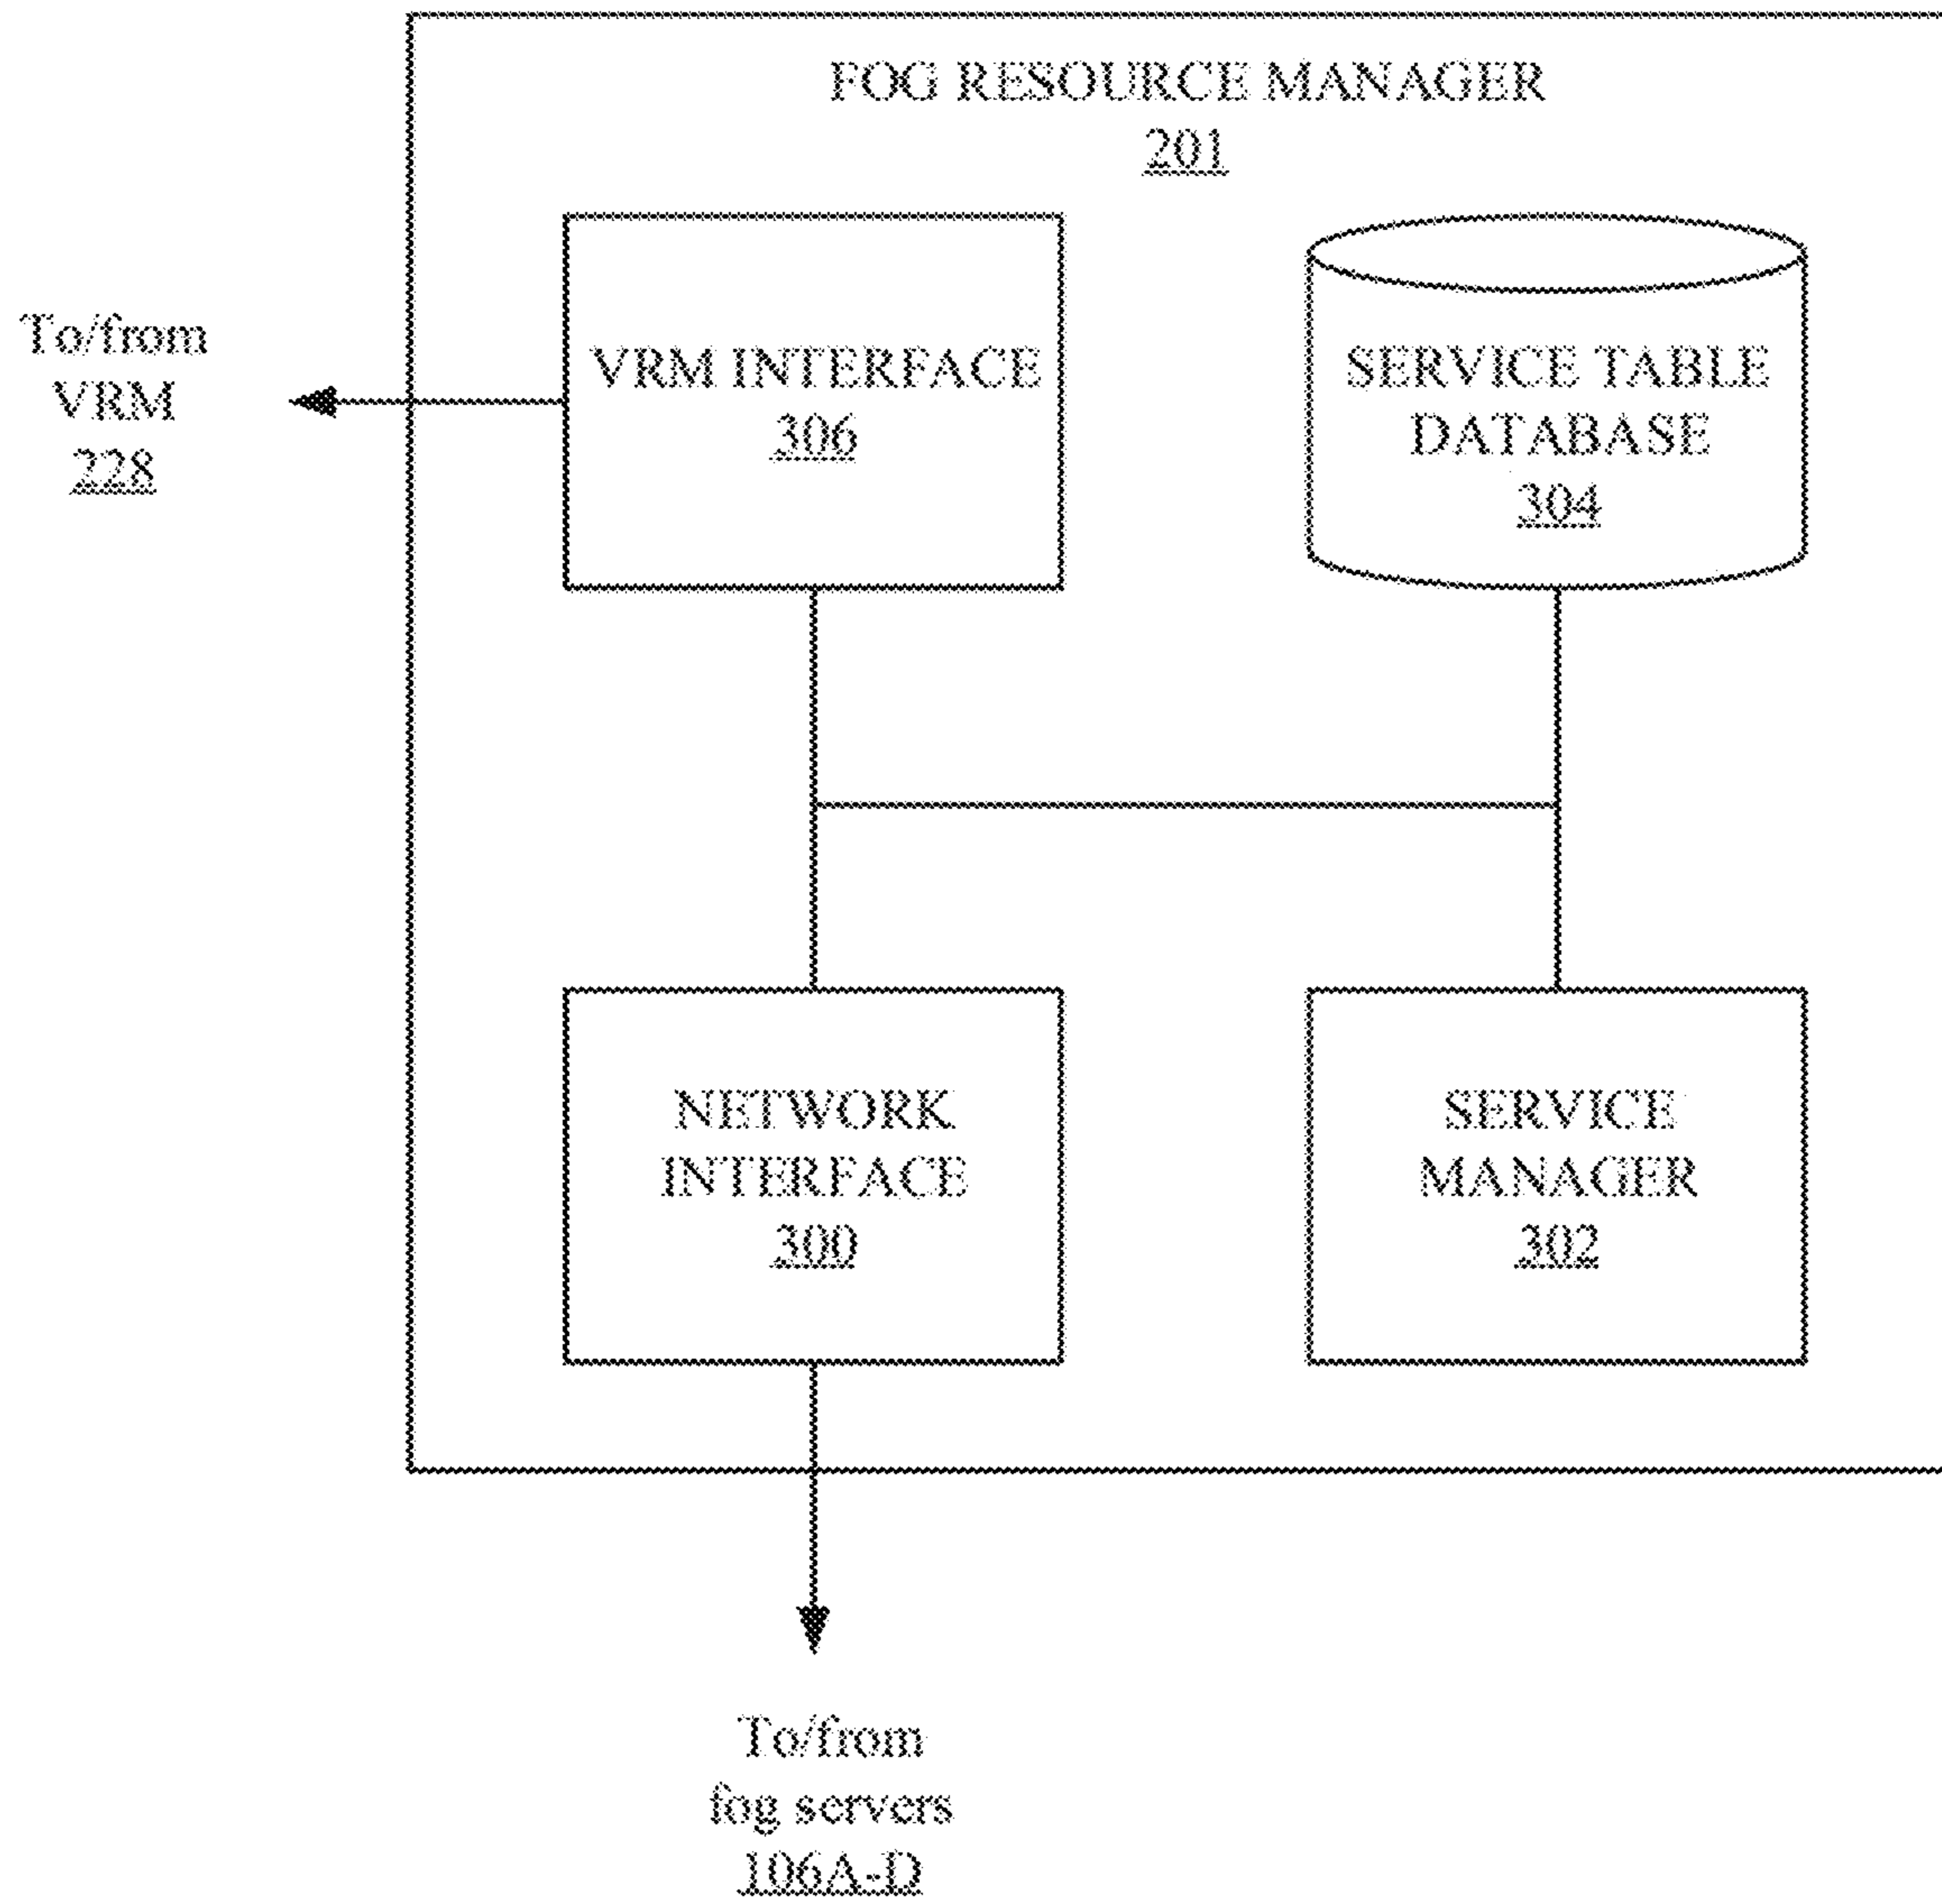 FOG RESOURCE MANAGER
201
To/from
VRM
228
VRM INTERFACE
306
SERVICE TABLE
DATABASE
304
NETWORK
INTERFACE
300
SERVICE
MANAGER
302
To/from
fog servers
106A-D